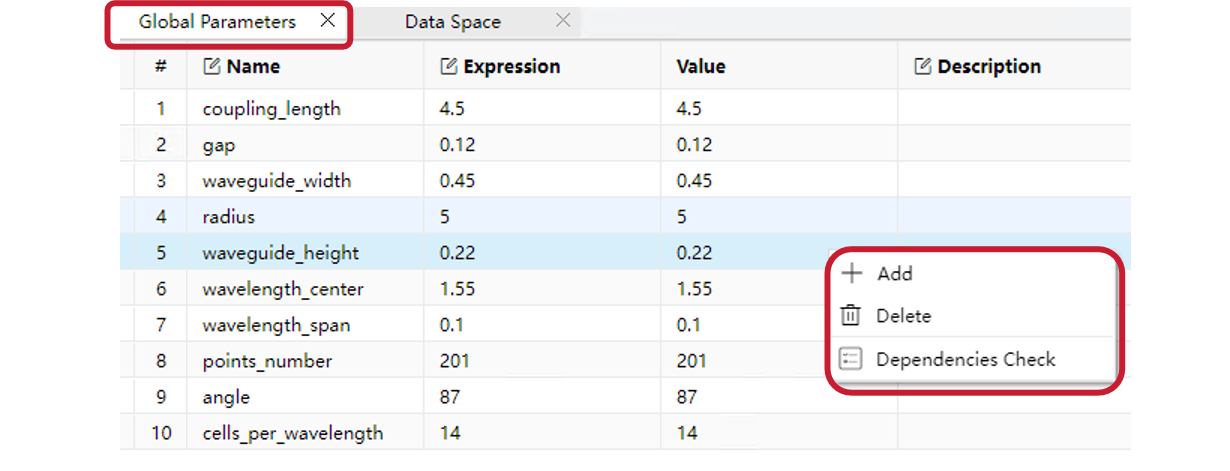 Global Parameters Data Space
# Name Expression Value Description
1 coupling_length 4.5 4.5
2 gap 0.12 0.12
3 waveguide_width 0.45 0.45
4 radius 5 5
5 waveguide_height 0.22 0.22
Add
6 wavelength_center 1.55 1.55
Delete
7 wavelength_span 0.1 0.1
8 points_number 201 201
Dependencies Check
9 angle 87 87
10 cells_per_wavelength 14 14